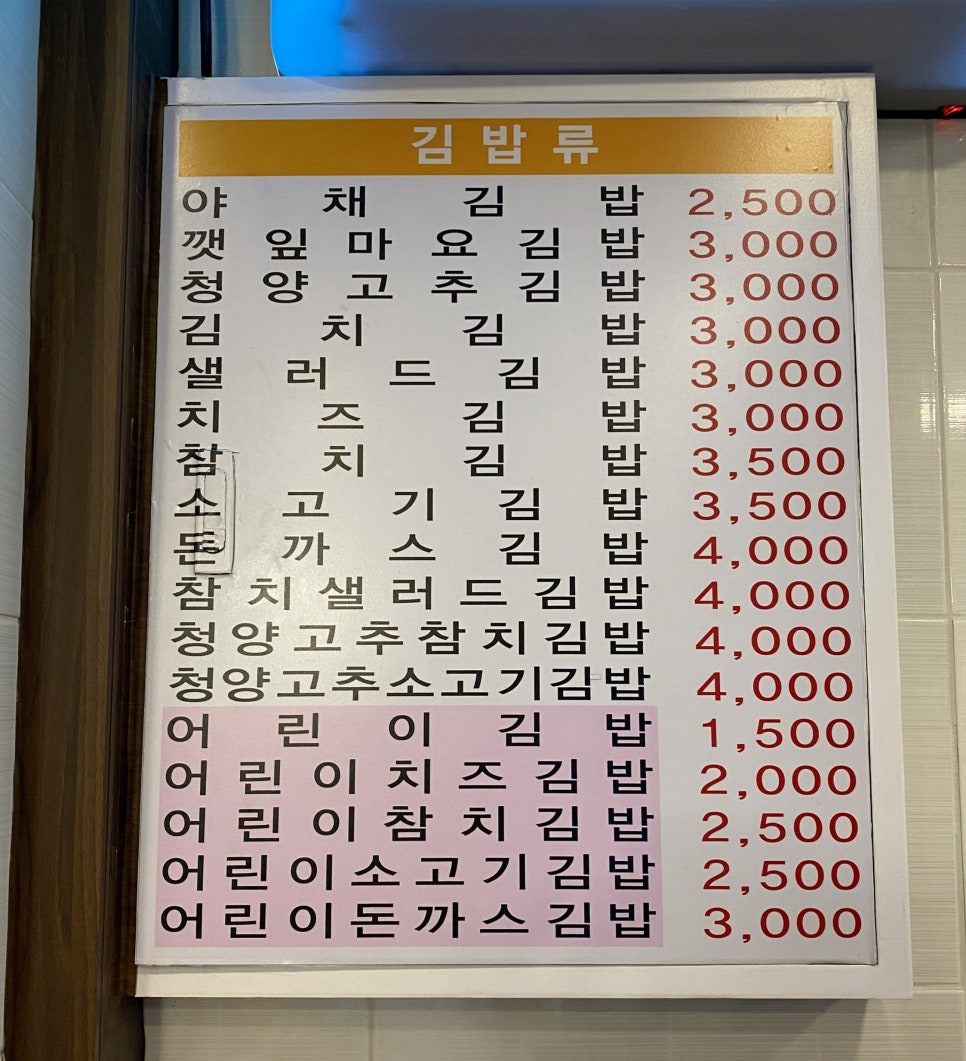 김밥류
야채김밥 2,500
깻잎마요김밥 3,000
청양고추김밥 3,000
김치김밥 3,000
샐러드김밥 3,000
치즈김밥 3,000
참치김밥 3,500
소고기김밥 3,500
돈까스김밥 4,000
참치샐러드김밥 4,000
청양고추참치김밥 4,000
청양고추소고기김밥 4,000
어린이김밥 1,500
어린이치즈김밥 2,000
어린이참치김밥 2,500
어린이소고기김밥 2,500
어린이돈까스김밥 3,000